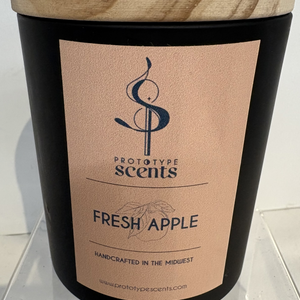 PROTOTYPE
scents
FRESH APPLE
HANDCRAFTED IN THE MIDWEST
www.prototypescents.com